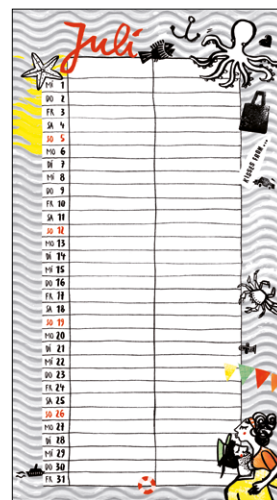 Juli
MI 1
DO 2
FR 3
SA 4
SO 5
MO 6
DI 7
MI 8
DO 9
FR 10
SA 11
SO 12
MO 13
DI 14
MI 15
DO 16
FR 17
SA 18
SO 19
MO 20
DI 21
MI 22
DO 23
FR 24
SA 25
SO 26
MO 27
DI 28
MI 29
DO 30
FR 31